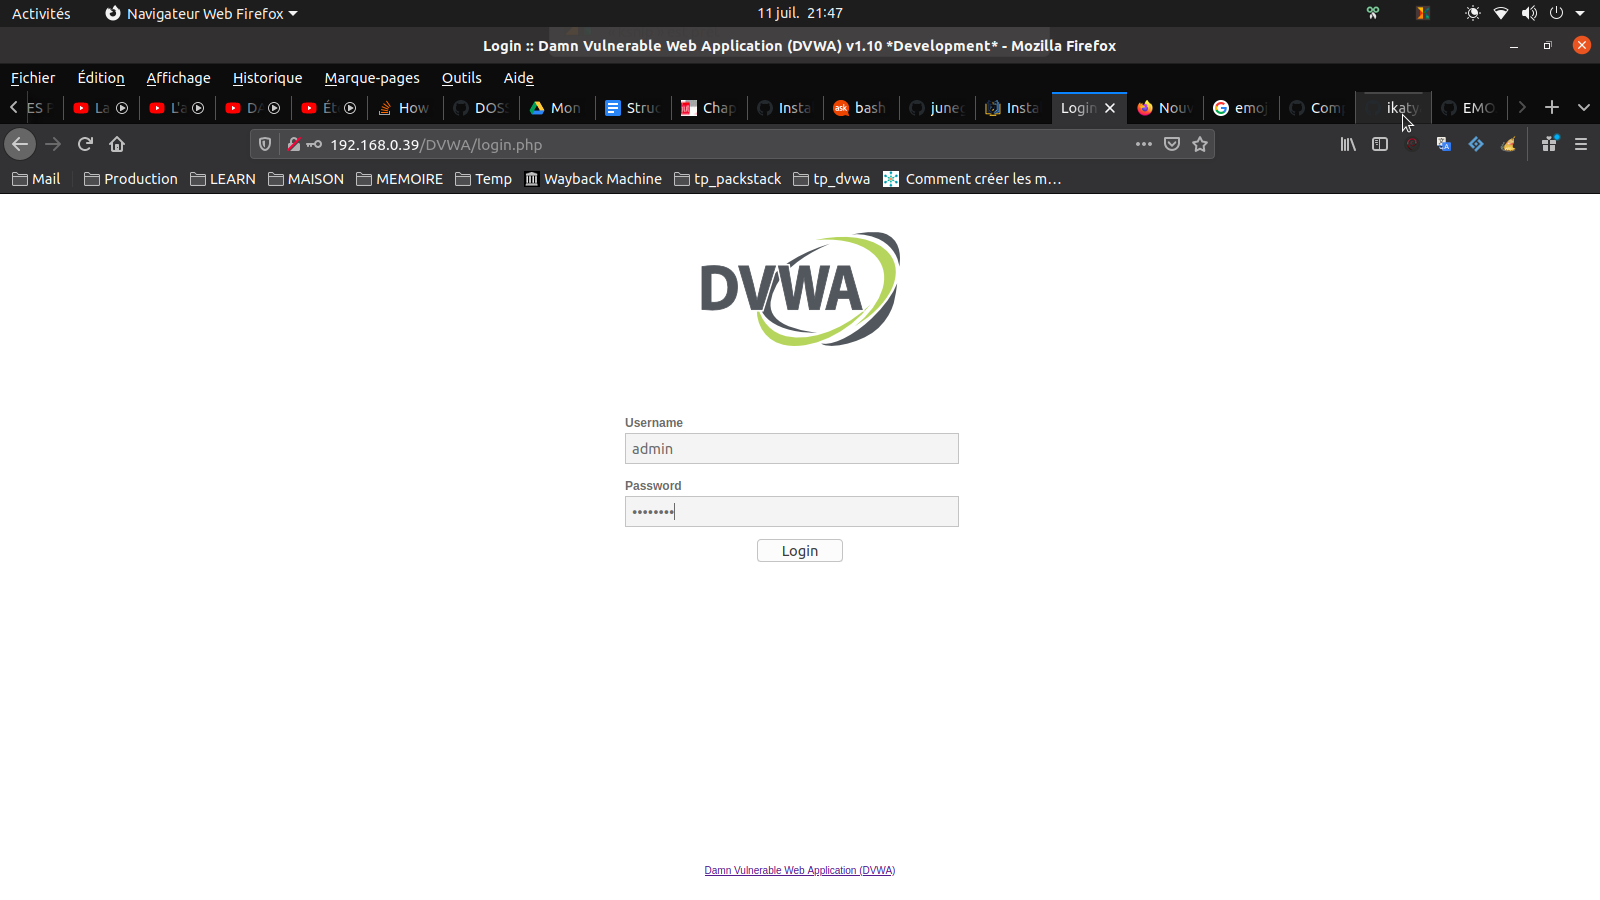 Activités Navigateur Web Firefox 11 juil. 21:47
Login :: Damn Vulnerable Web Application (DVWA) v1.10 *Development* - Mozilla Firefox
Fichier Édition Affichage Historique Marque-pages Outils Aide
ES La L'a DA Éte How DOSS Mon Struc Chap Insta bash june Insta Login Nouv emoj Com ikaty EMO
192.168.0.39/DVWA/login.php
Mail Production LEARN MAISON MEMOIRE Temp Wayback Machine tp_packstack tp_dvwa Comment créer les m…
DVWA
Username
admin
Password
Login
Damn Vulnerable Web Application (DVWA)